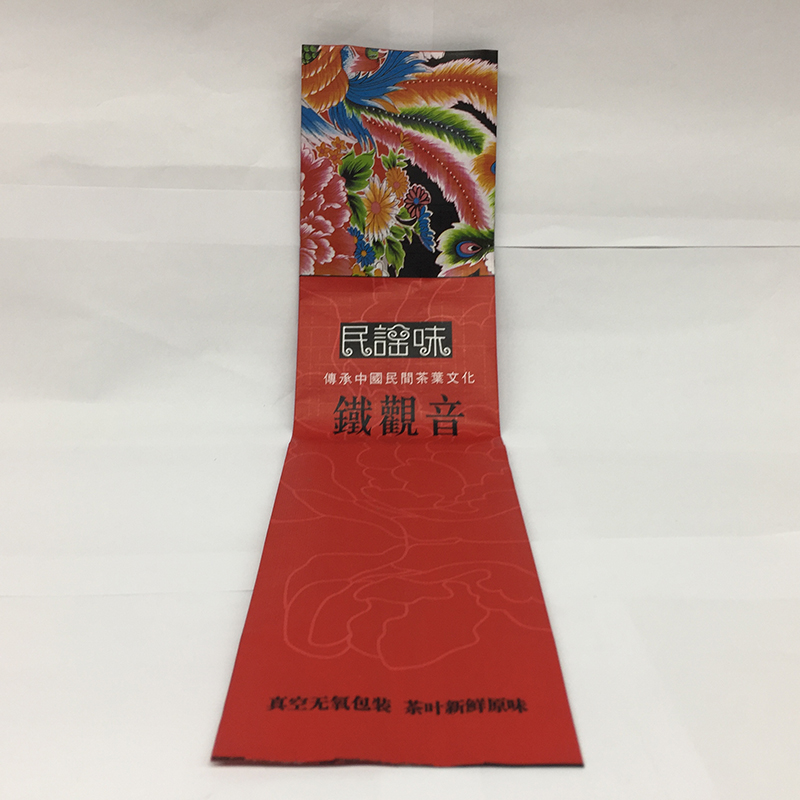 民謠味
傳承中國民間茶葉文化
鐵觀音
真空无氧包装 茶叶新鲜原味